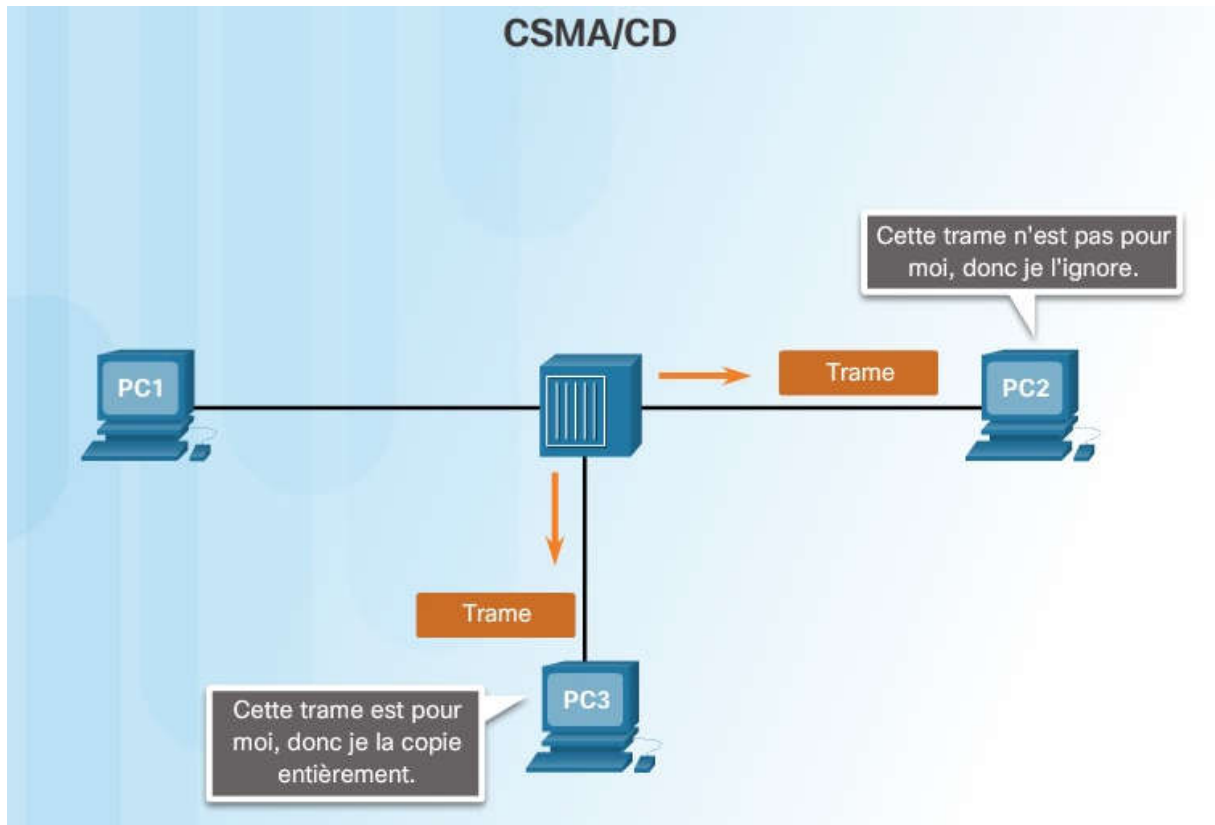 CSMA/CD
Cette trame n'est pas pour
moi, donc je l'ignore.
PC1
Trame
PC2
Trame
PC3
Cette trame est pour
moi, donc je la copie
entièrement.